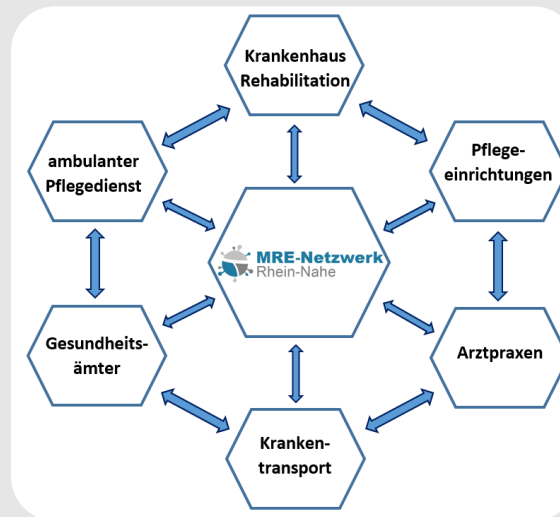 Krankenhaus
Rehabilitation
ambulanter
Pflegedienst
Pflege-
einrichtungen
MRE-Netzwerk
Rhein-Nahe
Gesundheits-
ämter
Arztpraxen
Kranken-
transport